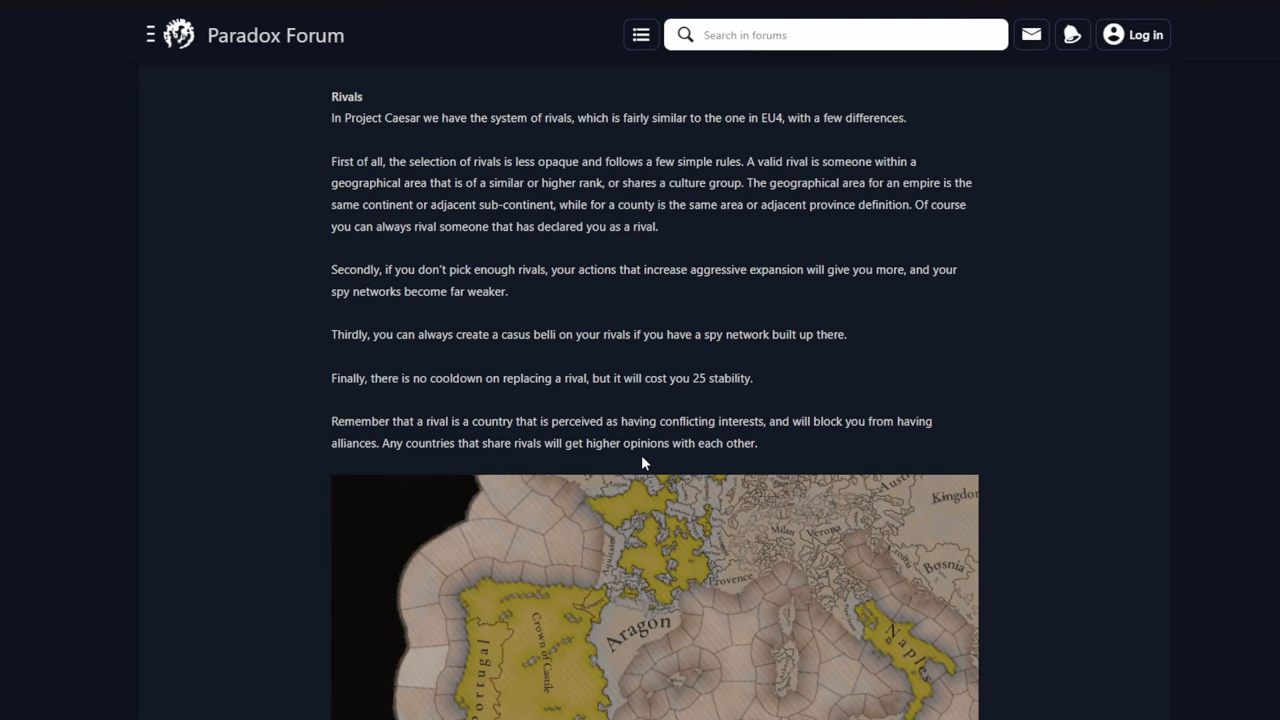 Paradox Forum
Search in forums
Log in
Rivals
In Project Caesar we have the system of rivals, which is fairly similar to the one in EU4, with a few differences.
First of all, the selection of rivals is less opaque and follows a few simple rules. A valid rival is someone within a
geographical area that is of a similar or higher rank, or shares a culture group. The geographical area for an empire is the
same continent or adjacent sub-continent, while for a county is the same area or adjacent province definition. Of course
you can always rival someone that has declared you as a rival.
Secondly, if you don’t pick enough rivals, your actions that increase aggressive expansion will give you more, and your
spy networks become far weaker.
Thirdly, you can always create a casus belli on your rivals if you have a spy network built up there.
Finally, there is no cooldown on replacing a rival, but it will cost you 25 stability.
Remember that a rival is a country that is perceived as having conflicting interests, and will block you from having
alliances. Any countries that share rivals will get higher opinions with each other.
Anjou
Kingdo
Milan
Verona
Croatia
Bosnia
Aquitaine
Provence
Aragon
Crown of Castile
Portugal
Naples